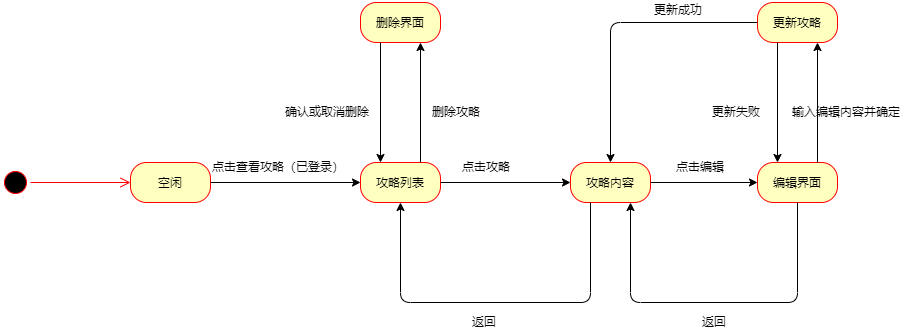 更新成功
删除界面
更新攻略
确认或取消删除
删除攻略
更新失败
输入编辑内容并确定
点击查看攻略（已登录）
点击攻略
点击编辑
空闲
攻略列表
攻略内容
编辑界面
返回
返回